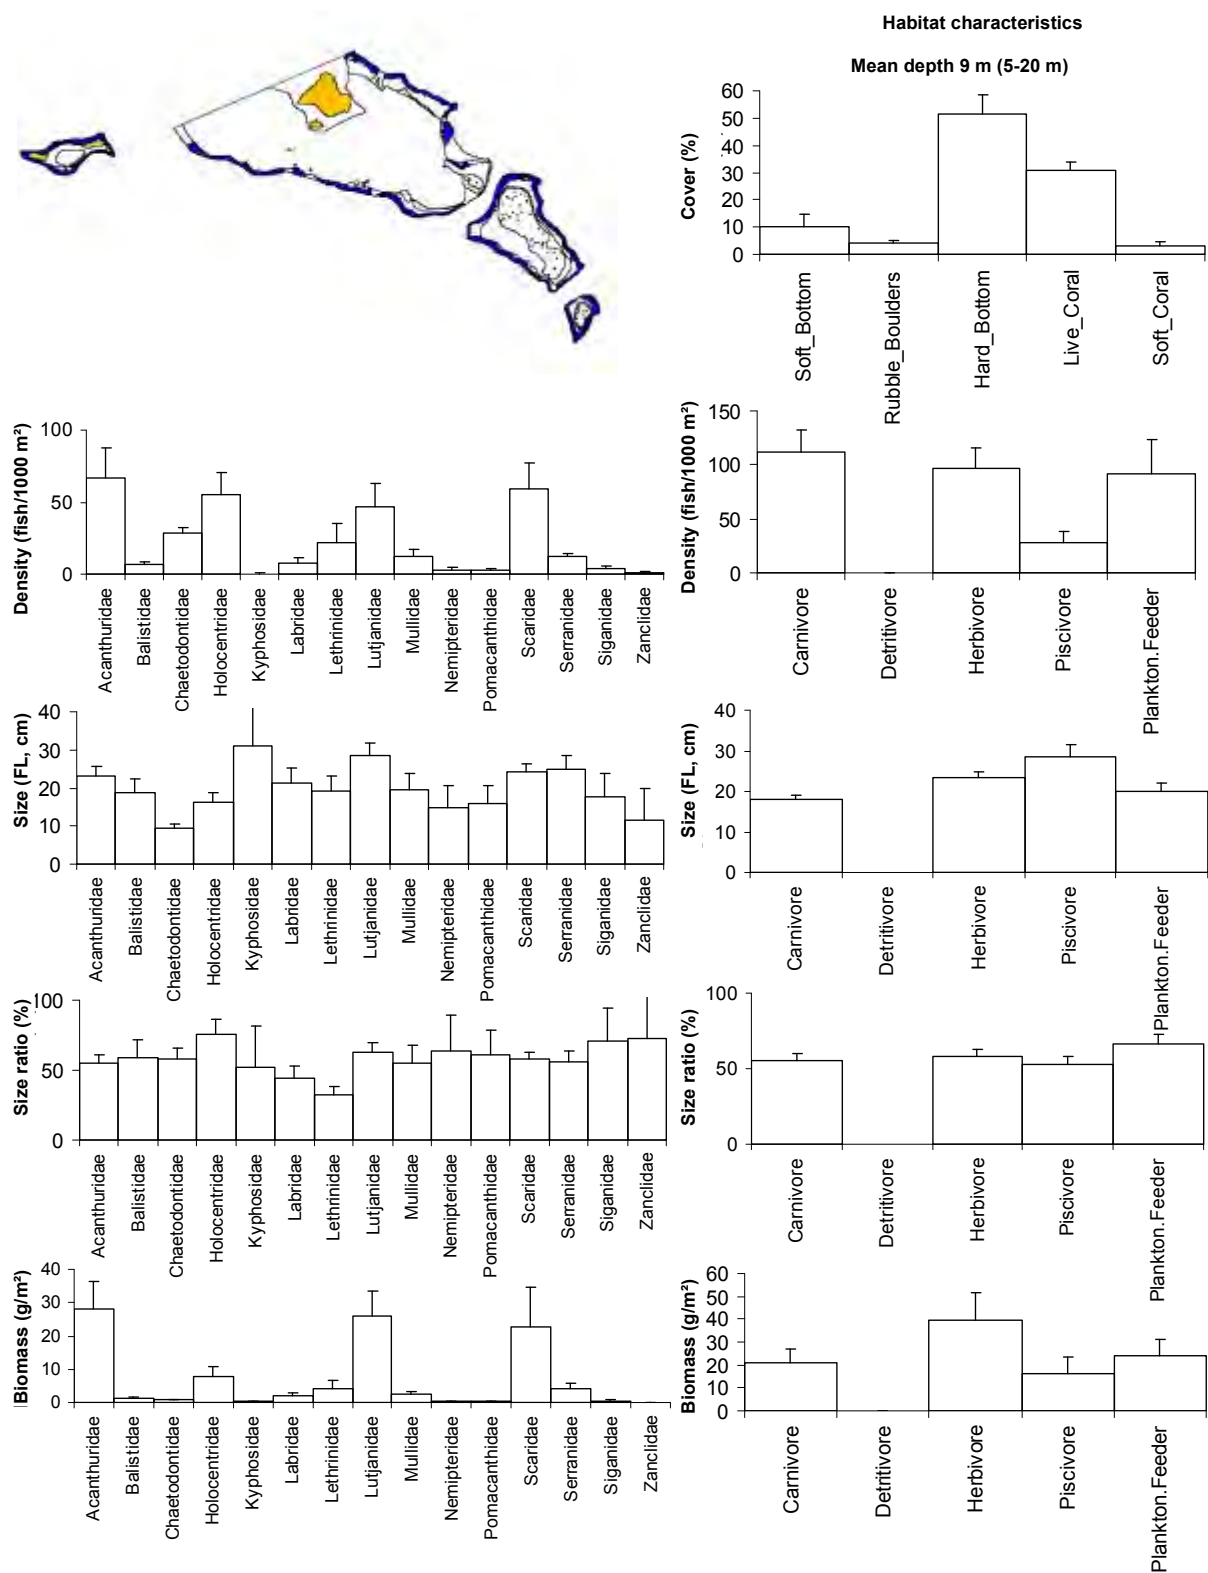 Habitat characteristics
Mean depth 9 m (5-20 m)
Cover (%)
60
50
40
30
20
10
0
Soft_Bottom
Rubble_Boulders
Hard_Bottom
Live_Coral
Soft_Coral
Density (fish/1000 m²)
100
50
0
Acanthuridae
Balistidae
Chaetodontidae
Holocentridae
Kyphosidae
Labridae
Lethrinidae
Lutjanidae
Mullidae
Nemipteridae
Pomacanthidae
Scaridae
Serranidae
Siganidae
Zanclidae
Density (fish/1000 m²)
150
100
50
0
Carnivore
Detritivore
Herbivore
Piscivore
Plankton.Feeder
Size (FL, cm)
40
30
20
10
0
Acanthuridae
Balistidae
Chaetodontidae
Holocentridae
Kyphosidae
Labridae
Lethrinidae
Lutjanidae
Mullidae
Nemipteridae
Pomacanthidae
Scaridae
Serranidae
Siganidae
Zanclidae
Size (FL, cm)
40
30
20
10
0
Carnivore
Detritivore
Herbivore
Piscivore
Plankton.Feeder
Size ratio (%)
100
50
0
Acanthuridae
Balistidae
Chaetodontidae
Holocentridae
Kyphosidae
Labridae
Lethrinidae
Lutjanidae
Mullidae
Nemipteridae
Pomacanthidae
Scaridae
Serranidae
Siganidae
Zanclidae
Size ratio (%)
100
50
0
Carnivore
Detritivore
Herbivore
Piscivore
Plankton.Feeder
Biomass (g/m²)
40
30
20
10
0
Acanthuridae
Balistidae
Chaetodontidae
Holocentridae
Kyphosidae
Labridae
Lethrinidae
Lutjanidae
Mullidae
Nemipteridae
Pomacanthidae
Scaridae
Serranidae
Siganidae
Zanclidae
Biomass (g/m²)
60
50
40
30
20
10
0
Carnivore
Detritivore
Herbivore
Piscivore
Plankton.Feeder